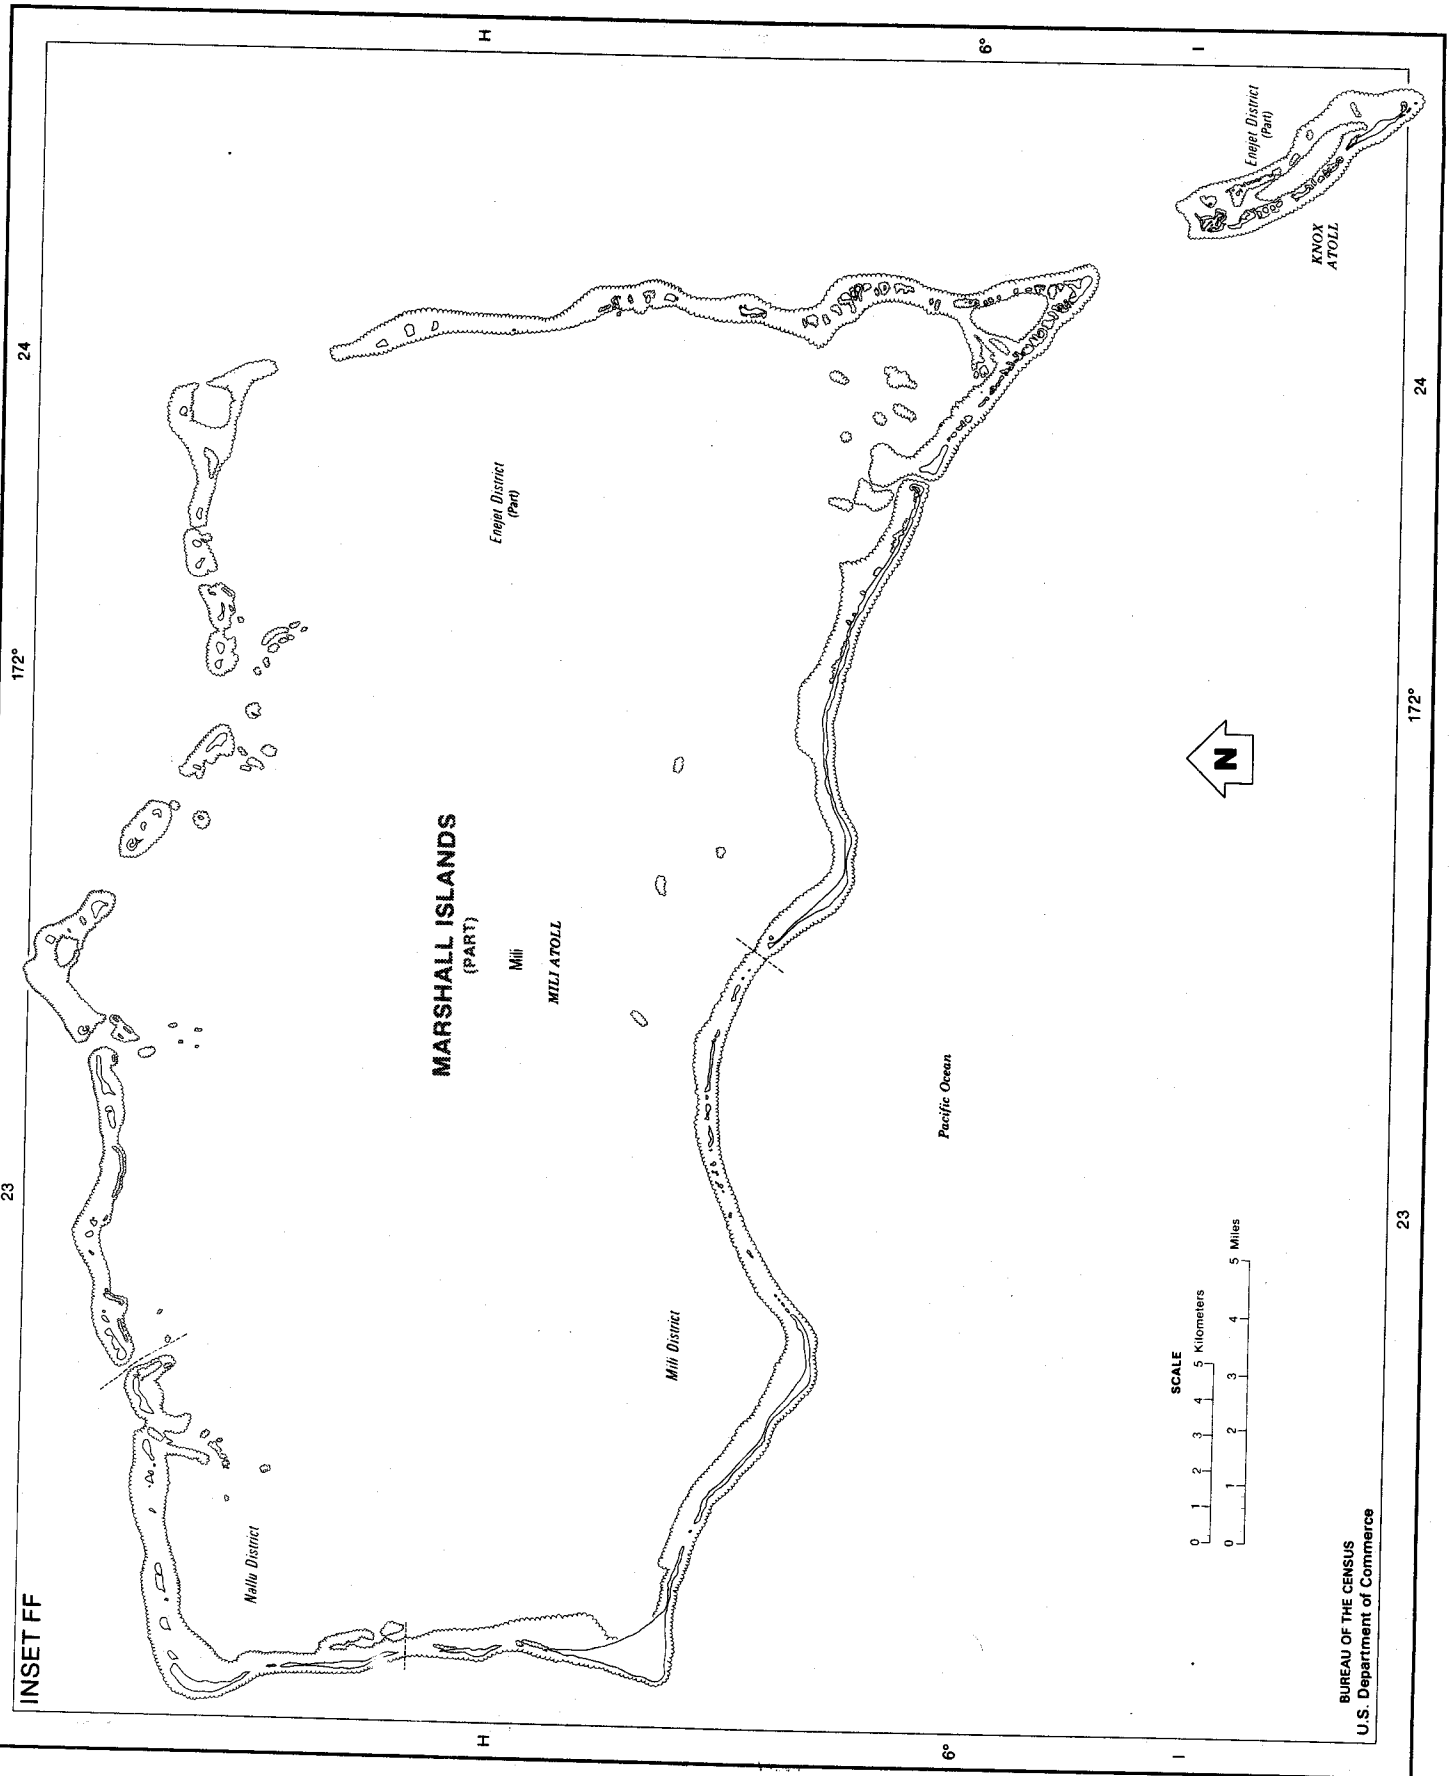 INSET FF
23
172°
24
H
6°
I
H
6°
I
23
172°
24
Nallu District
MARSHALL ISLANDS
(PART)
Mili
MILI ATOLL
Enejet District
(Part)
Mili District
Pacific Ocean
Enejet District
(Part)
KNOX
ATOLL
N
SCALE
0 1 2 3 4 5 Kilometers
0 1 2 3 4 5 Miles
BUREAU OF THE CENSUS
U.S. Department of Commerce